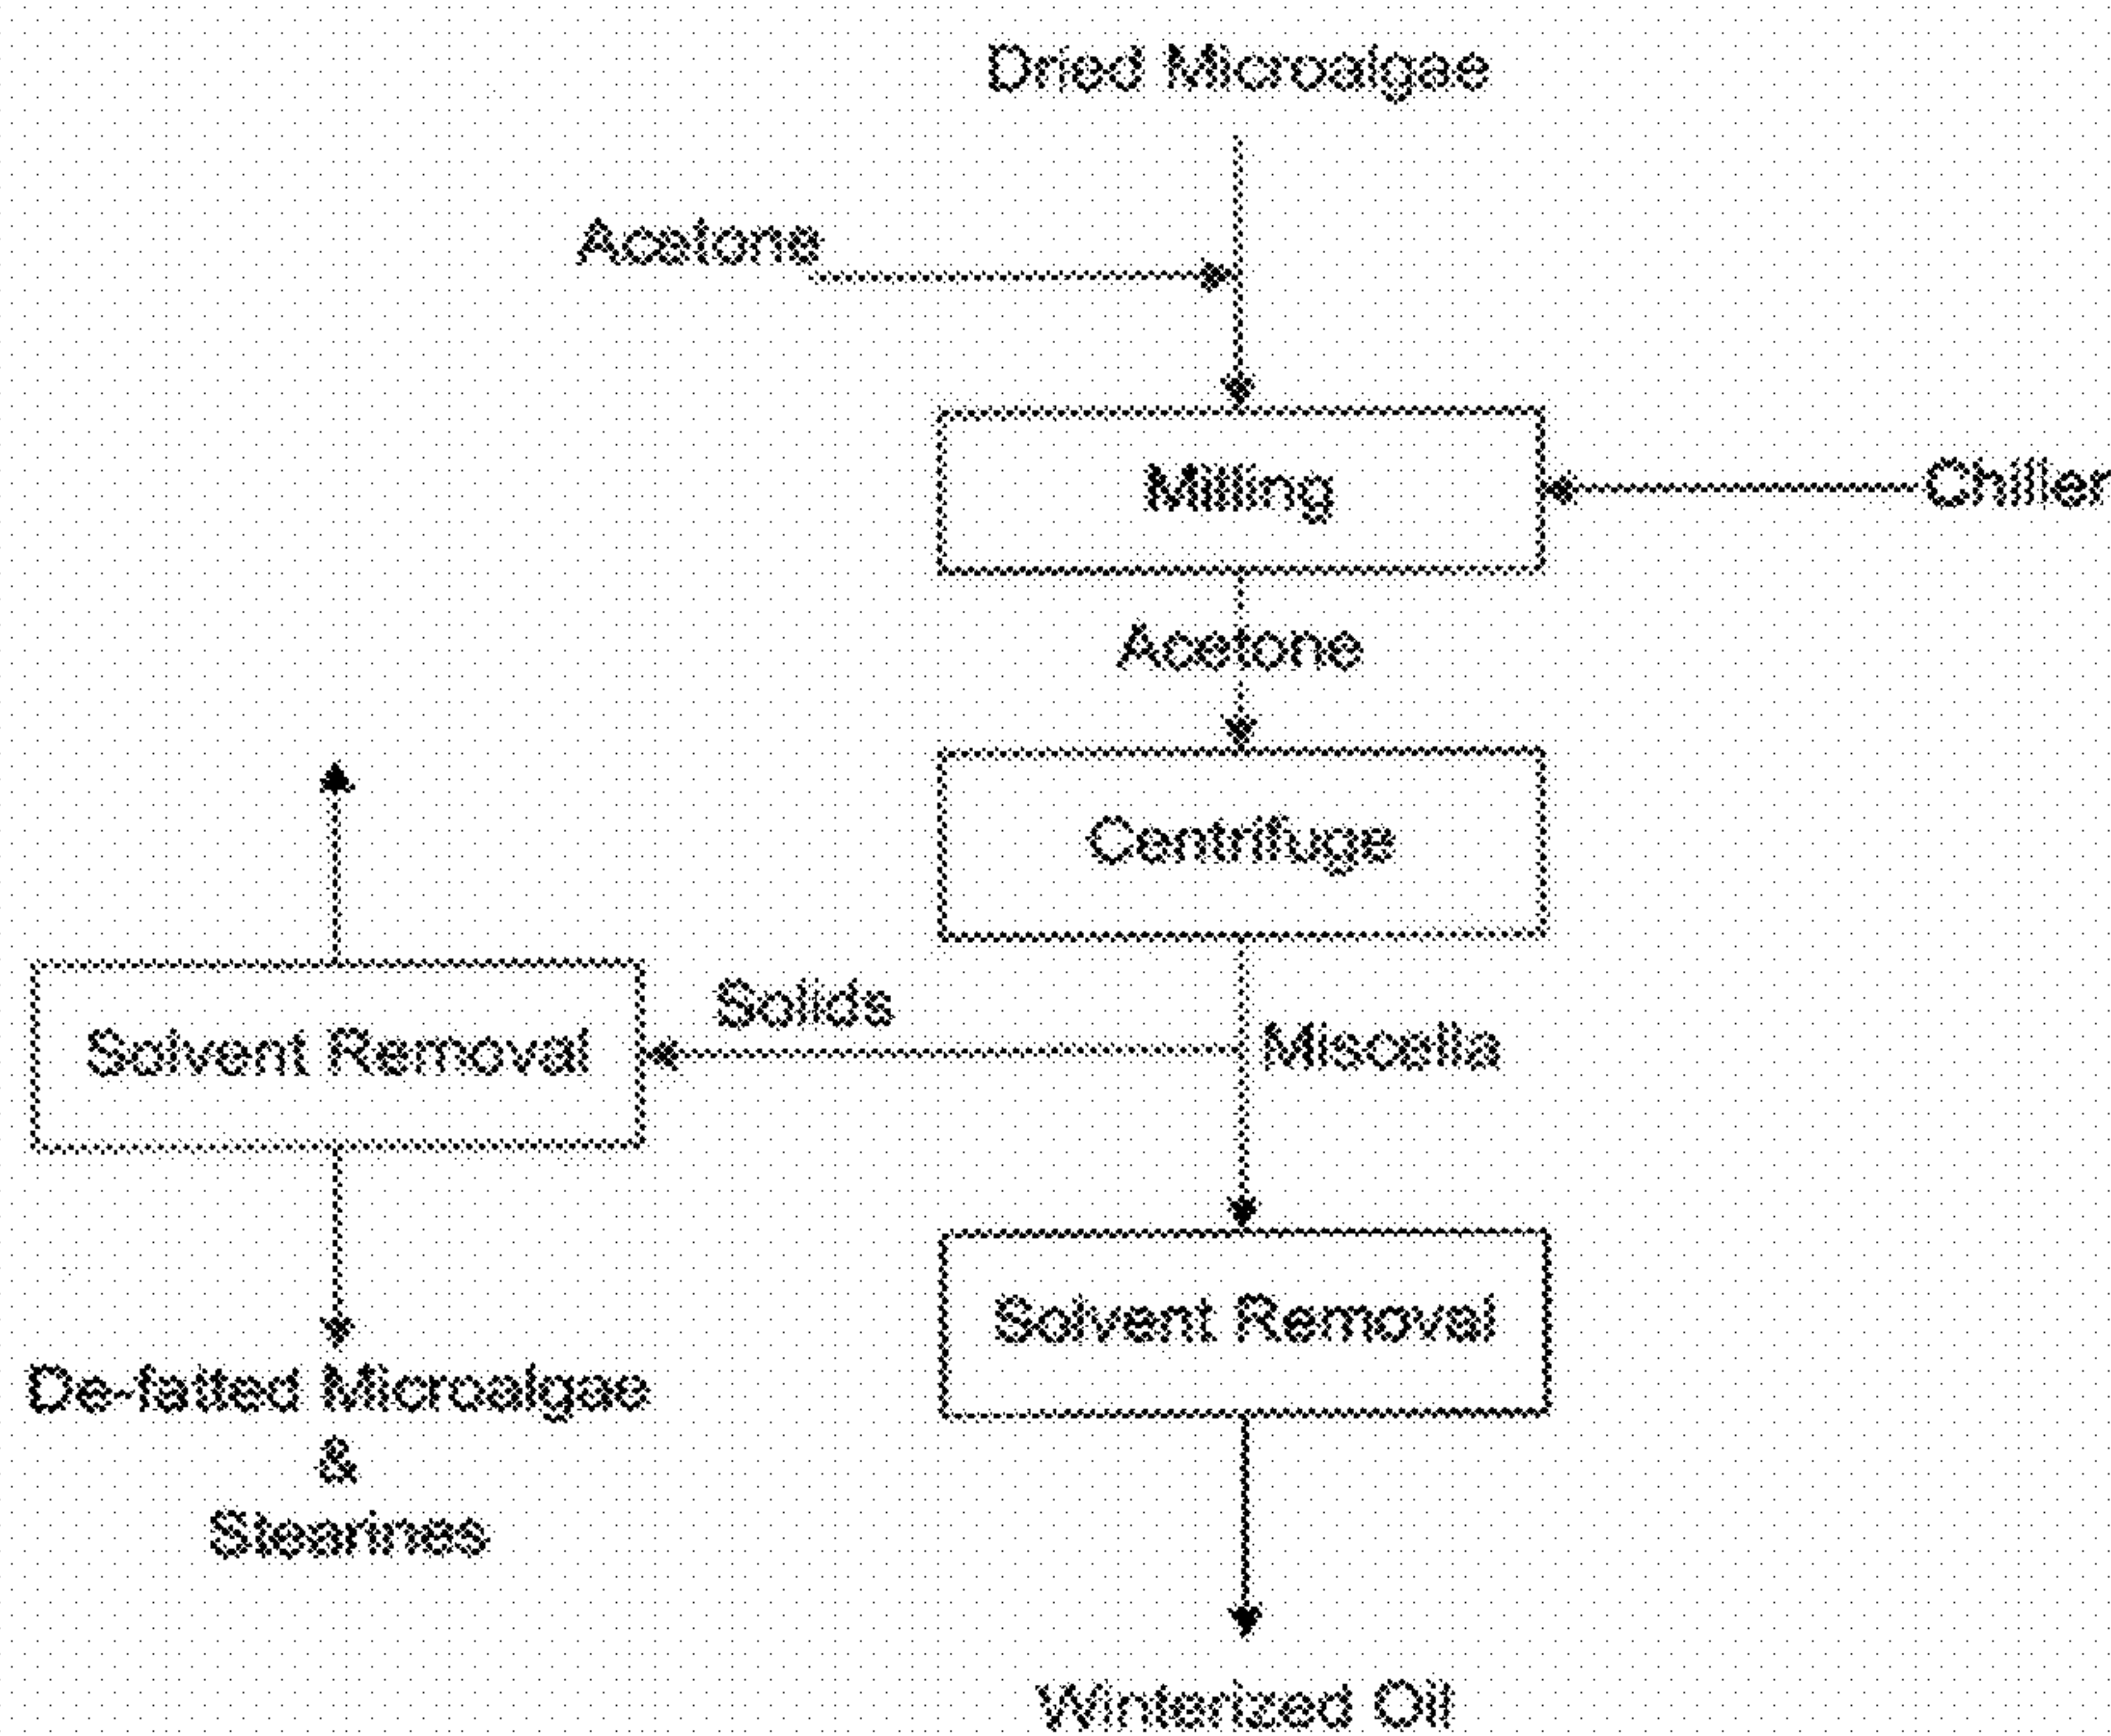 Dried Microalgae
Acetone
Milling
Chiller
Acetone
Centrifuge
Solids
Miscella
Solvent Removal
Solvent Removal
De-fatted Microalgae
&
Stearines
Winterized Oil